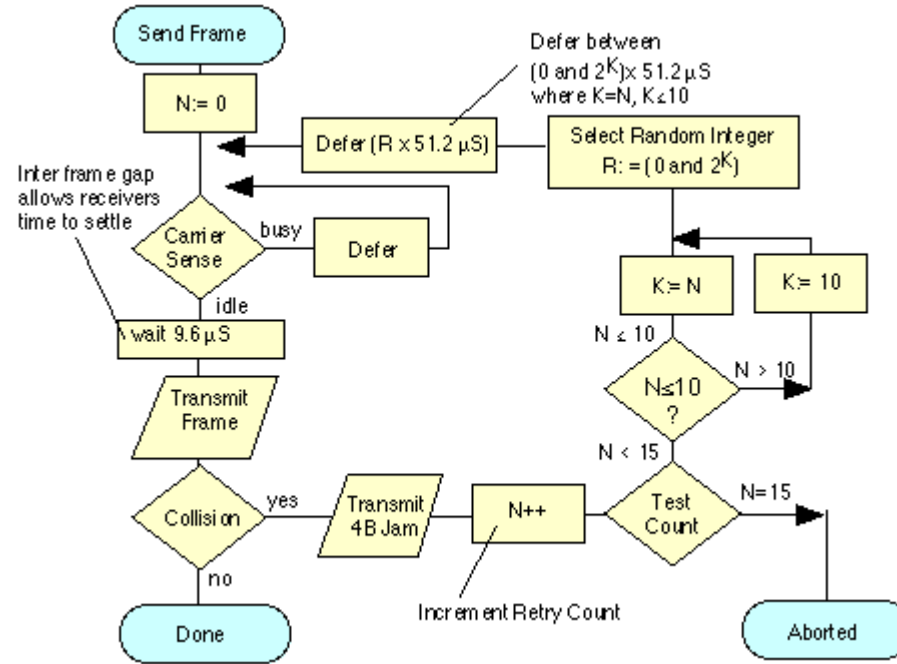 Send Frame
N:= 0
Defer between
(0 and 2^K) x 51.2 µS
where K=N, K≤10
Defer (R x 51.2 µS)
Select Random Integer
R: = (0 and 2^K)
Inter frame gap
allows receivers
time to settle
Carrier
Sense
busy
Defer
idle
wait 9.6 µS
K:= N
K:= 10
N ≤ 10
N > 10
N≤10
?
Transmit
Frame
N < 15
Collision
yes
Transmit
4B Jam
N++
Test
Count
N=15
no
Increment Retry Count
Done
Aborted